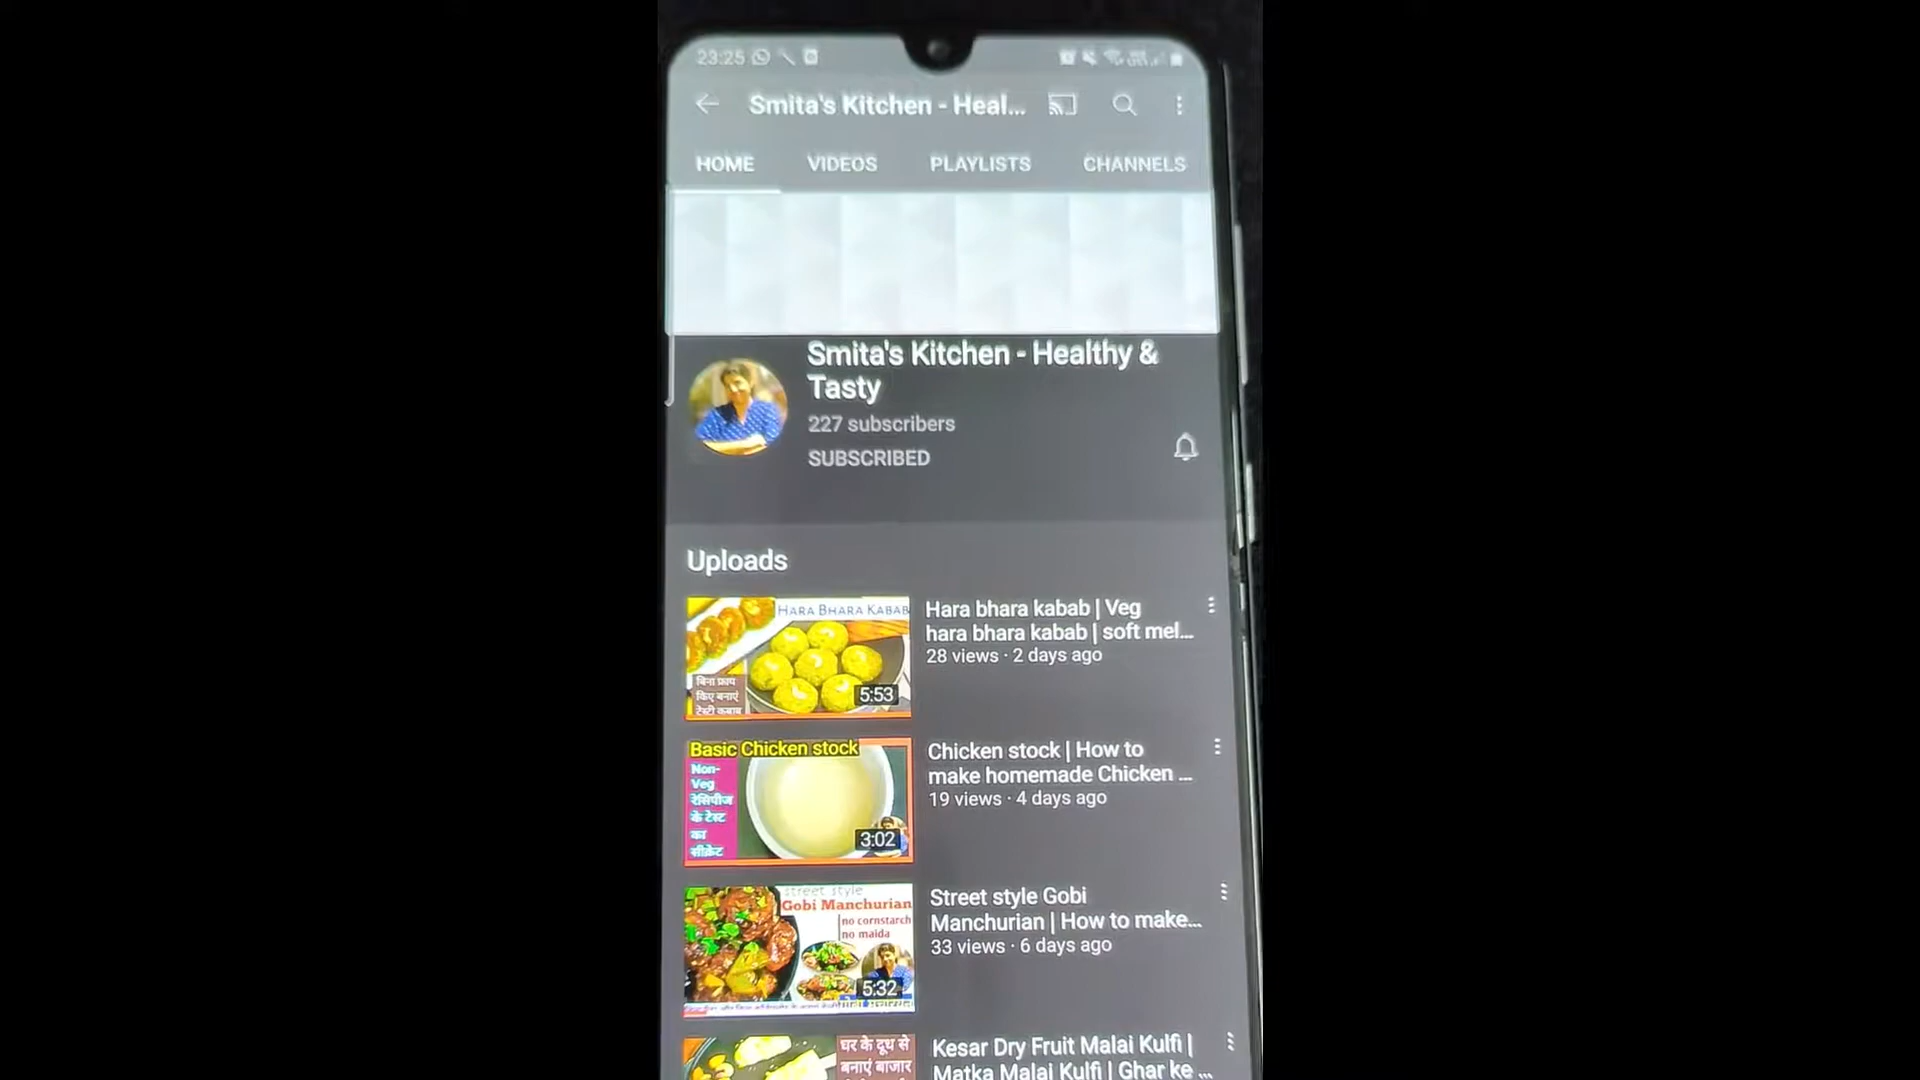 23:25
Smita's Kitchen - Heal...
HOME VIDEOS PLAYLISTS CHANNELS
Smita's Kitchen - Healthy &
Tasty
227 subscribers
SUBSCRIBED
Uploads
HARA BHARA KABAB
बिना फ्राय
किए बनाएं
टेस्टी कबाब
5:53
Hara bhara kabab | Veg
hara bhara kabab | soft mel...
28 views · 2 days ago
Basic Chicken stock
Non-
Veg
रेसिपीज
के टेस्ट
का
सीक्रेट
3:02
Chicken stock | How to
make homemade Chicken ...
19 views · 4 days ago
street style
Gobi Manchurian
no cornstarch
no maida
5:32
Street style Gobi
Manchurian | How to make...
33 views · 6 days ago
घर के दूध से
बनाएं बाजार
Kesar Dry Fruit Malai Kulfi |
Matka Malai Kulfi | Ghar ke ...